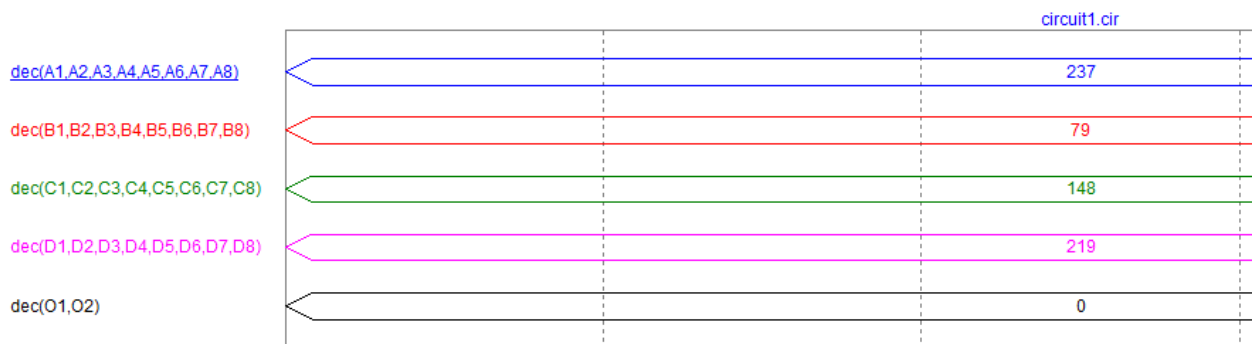 circuit1.cir
dec(A1,A2,A3,A4,A5,A6,A7,A8) 237
dec(B1,B2,B3,B4,B5,B6,B7,B8) 79
dec(C1,C2,C3,C4,C5,C6,C7,C8) 148
dec(D1,D2,D3,D4,D5,D6,D7,D8) 219
dec(O1,O2) 0